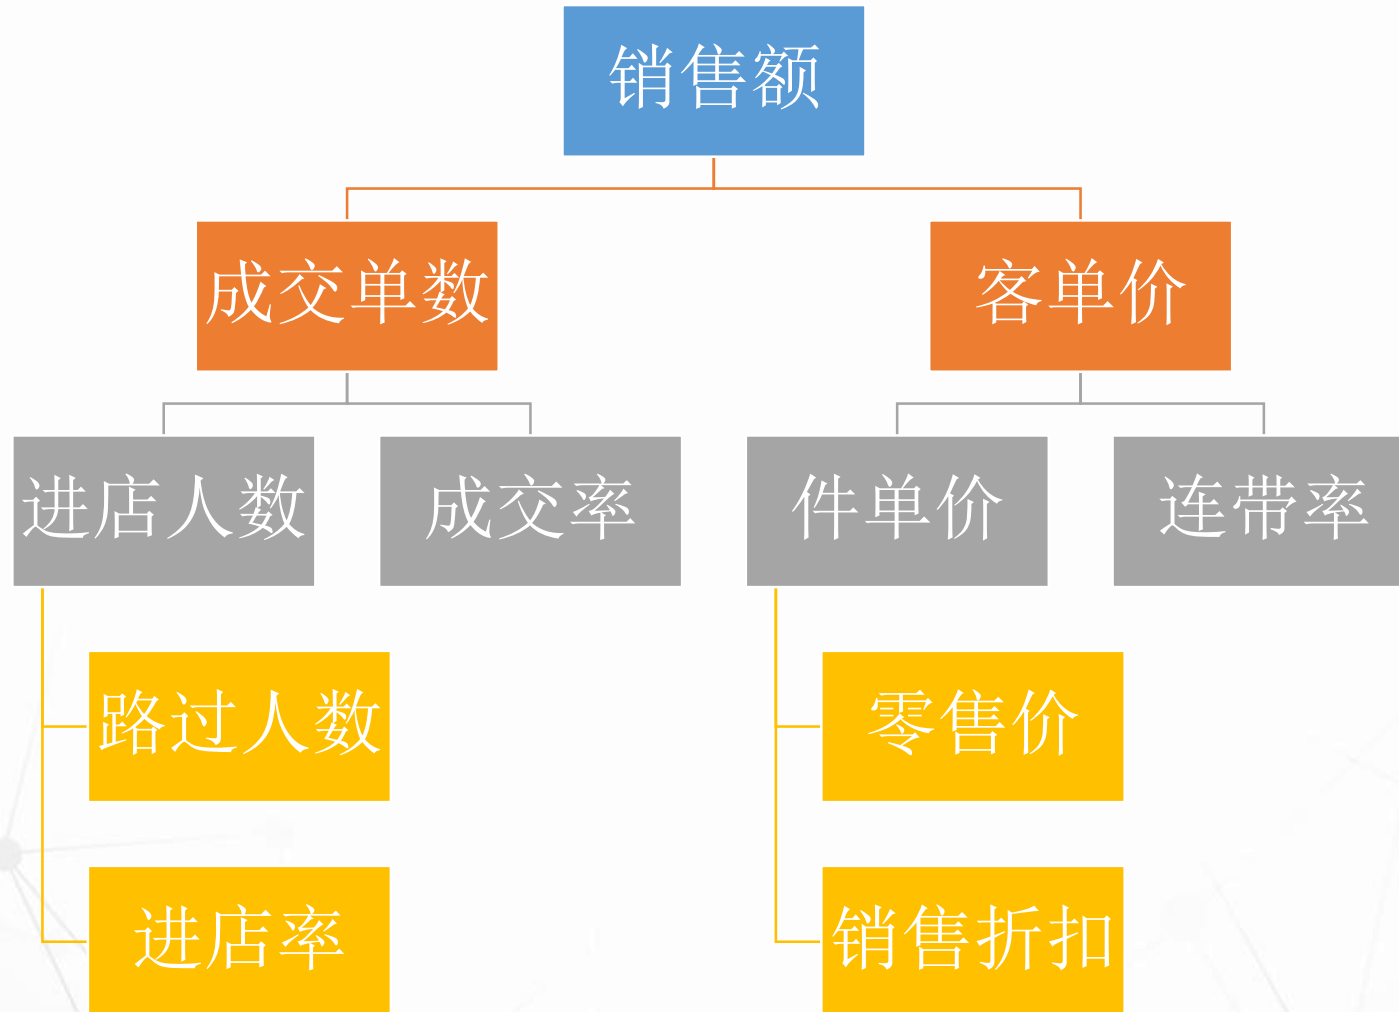 销售额
成交单数
客单价
进店人数
成交率
件单价
连带率
路过人数
零售价
进店率
销售折扣